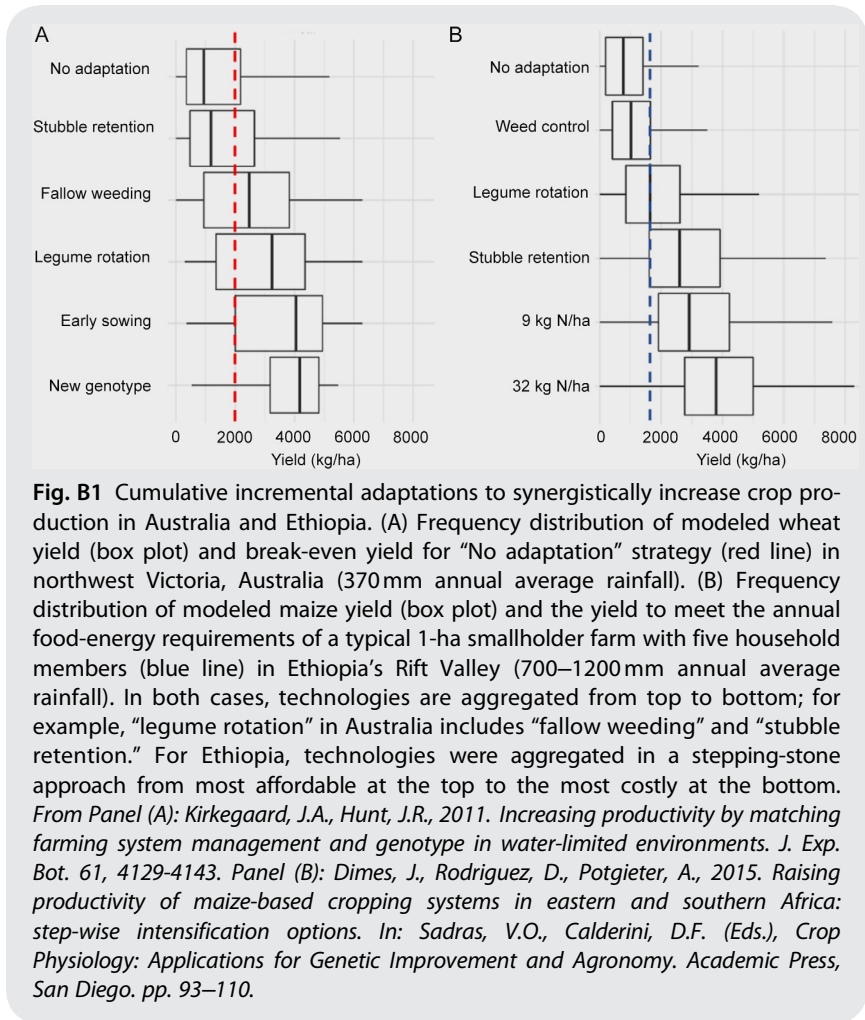 A
No adaptation
Stubble retention
Fallow weeding
Legume rotation
Early sowing
New genotype
0 2000 4000 6000 8000
Yield (kg/ha)
B
No adaptation
Weed control
Legume rotation
Stubble retention
9 kg N/ha
32 kg N/ha
0 2000 4000 6000 8000
Yield (kg/ha)
Fig. B1 Cumulative incremental adaptations to synergistically increase crop pro-
duction in Australia and Ethiopia. (A) Frequency distribution of modeled wheat
yield (box plot) and break-even yield for “No adaptation” strategy (red line) in
northwest Victoria, Australia (370 mm annual average rainfall). (B) Frequency
distribution of modeled maize yield (box plot) and the yield to meet the annual
food-energy requirements of a typical 1-ha smallholder farm with five household
members (blue line) in Ethiopia’s Rift Valley (700–1200 mm annual average
rainfall). In both cases, technologies are aggregated from top to bottom; for
example, “legume rotation” in Australia includes “fallow weeding” and “stubble
retention.” For Ethiopia, technologies were aggregated in a stepping-stone
approach from most affordable at the top to the most costly at the bottom.
From Panel (A): Kirkegaard, J.A., Hunt, J.R., 2011. Increasing productivity by matching
farming system management and genotype in water-limited environments. J. Exp.
Bot. 61, 4129-4143. Panel (B): Dimes, J., Rodriguez, D., Potgieter, A., 2015. Raising
productivity of maize-based cropping systems in eastern and southern Africa:
step-wise intensification options. In: Sadras, V.O., Calderini, D.F. (Eds.), Crop
Physiology: Applications for Genetic Improvement and Agronomy. Academic Press,
San Diego. pp. 93–110.